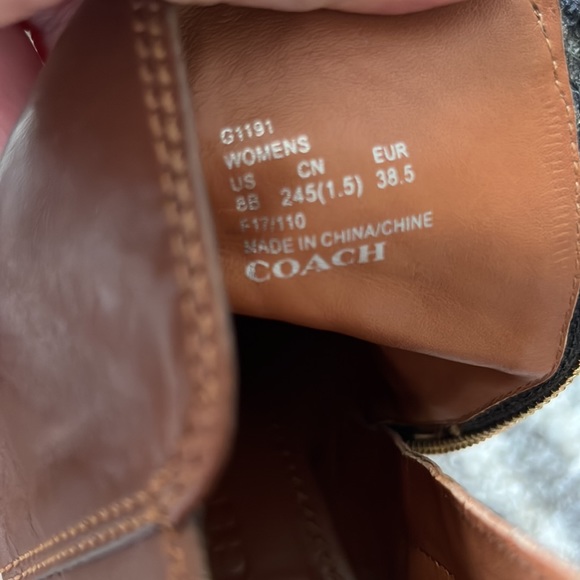 G1191
WOMENS
US CN EUR
8B 245(1.5) 38.5
F17/110
MADE IN CHINA/CHINE
COACH